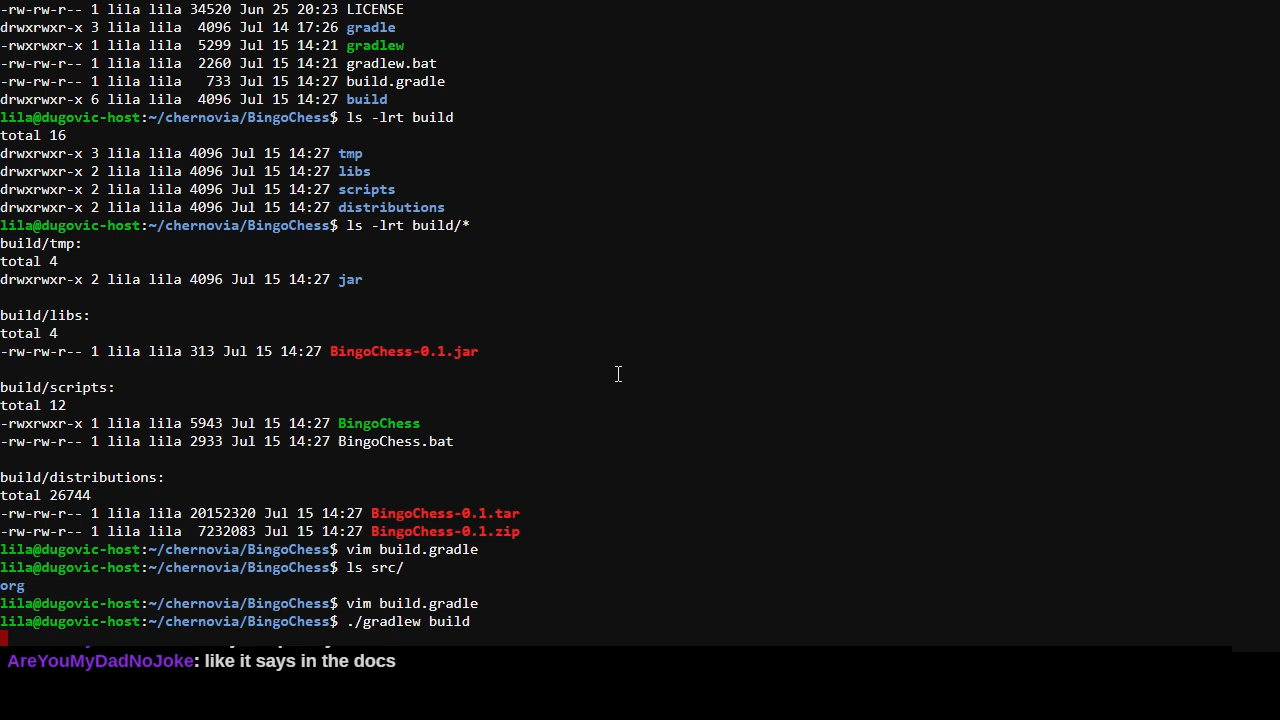 -rw-rw-r-- 1 lila lila 34520 Jun 25 20:23 LICENSE
drwxrwxr-x 3 lila lila  4096 Jul 14 17:26 gradle
-rwxrwxr-x 1 lila lila  5299 Jul 15 14:21 gradlew
-rw-rw-r-- 1 lila lila  2260 Jul 15 14:21 gradlew.bat
-rw-rw-r-- 1 lila lila   733 Jul 15 14:27 build.gradle
drwxrwxr-x 6 lila lila  4096 Jul 15 14:27 build
lila@dugovic-host:~/chernovia/BingoChess$ ls -lrt build
total 16
drwxrwxr-x 3 lila lila 4096 Jul 15 14:27 tmp
drwxrwxr-x 2 lila lila 4096 Jul 15 14:27 libs
drwxrwxr-x 2 lila lila 4096 Jul 15 14:27 scripts
drwxrwxr-x 2 lila lila 4096 Jul 15 14:27 distributions
lila@dugovic-host:~/chernovia/BingoChess$ ls -lrt build/*
build/tmp:
total 4
drwxrwxr-x 2 lila lila 4096 Jul 15 14:27 jar
build/libs:
total 4
-rw-rw-r-- 1 lila lila 313 Jul 15 14:27 BingoChess-0.1.jar
build/scripts:
total 12
-rwxrwxr-x 1 lila lila 5943 Jul 15 14:27 BingoChess
-rw-rw-r-- 1 lila lila 2933 Jul 15 14:27 BingoChess.bat
build/distributions:
total 26744
-rw-rw-r-- 1 lila lila 20152320 Jul 15 14:27 BingoChess-0.1.tar
-rw-rw-r-- 1 lila lila  7232083 Jul 15 14:27 BingoChess-0.1.zip
lila@dugovic-host:~/chernovia/BingoChess$ vim build.gradle
lila@dugovic-host:~/chernovia/BingoChess$ ls src/
org
lila@dugovic-host:~/chernovia/BingoChess$ vim build.gradle
lila@dugovic-host:~/chernovia/BingoChess$ ./gradlew build
AreYouMyDadNoJoke: like it says in the docs